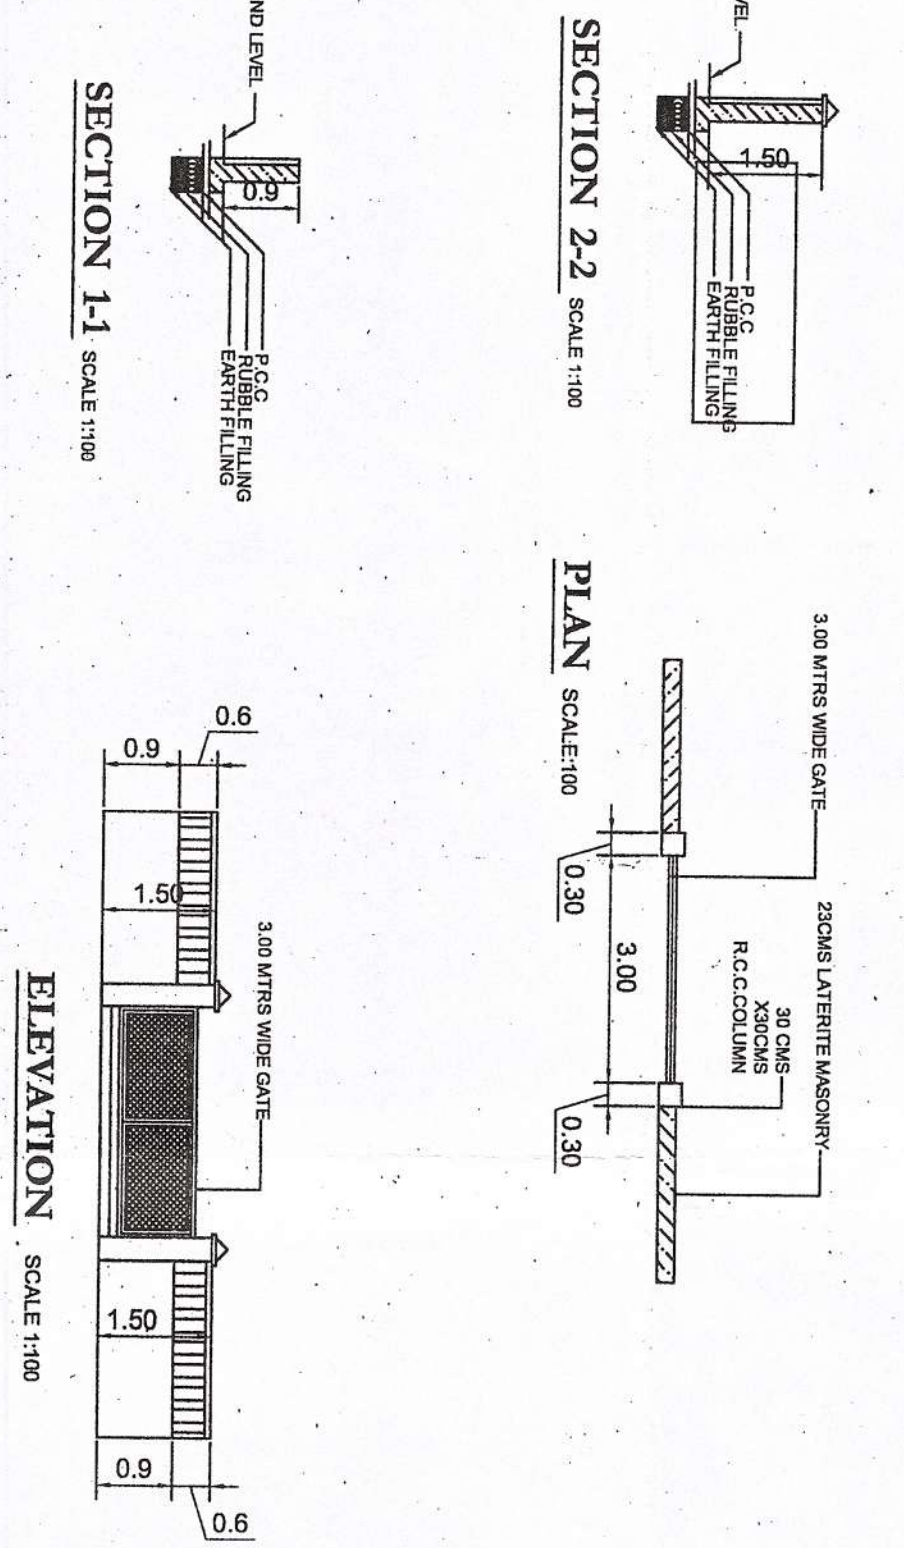 VEL
1.50
P.C.C
RUBBLE FILLING
EARTH FILLING
SECTION 2-2 SCALE 1:100
ND LEVEL
0.9
P.C.C
RUBBLE FILLING
EARTH FILLING
SECTION 1-1 SCALE 1:100
3.00 MTRS WIDE GATE
23CMS LATERITE MASONRY
30 CMS
X30CMS
R.C.C.COLUMN
0.30
3.00
0.30
PLAN SCALE:100
3.00 MTRS WIDE GATE
0.6
0.9
1.50
1.50
0.9
0.6
ELEVATION SCALE 1:100